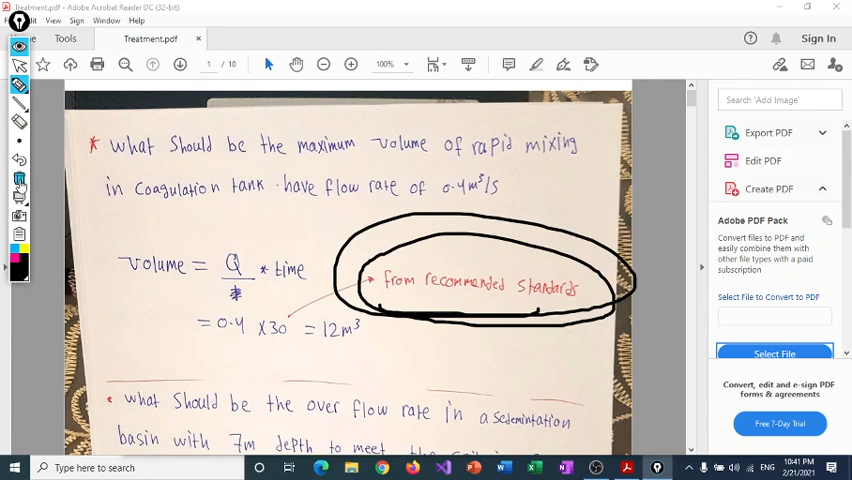 Treatment.pdf - Adobe Acrobat Reader DC (32-bit)
View Sign Window Help
Tools Treatment.pdf × Sign In
1 / 10 100%
* What should be the maximum volume of rapid mixing
in coagulation tank . have flow rate of 0.4m³/s
volume = Q * time
from recommended standards
= 0.4 × 30 = 12m³
* what should be the over flow rate in a sedemintation
basin with 7m depth to meet the
Search 'Add Image'
Export PDF
Edit PDF
Create PDF
Adobe PDF Pack
Convert files to PDF and
easily combine them with
other file types with a paid
subscription
Select File to Convert to PDF
Select File
Convert, edit and e-sign PDF
forms & agreements
Free 7-Day Trial
Type here to search
ENG
10:41 PM
2/21/2021